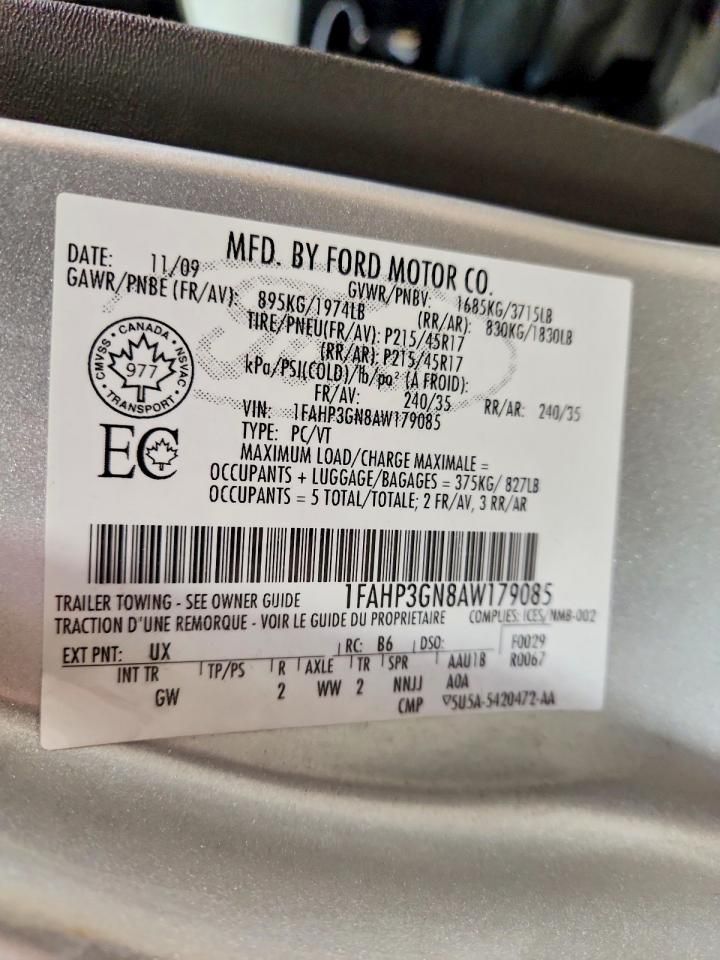 MFD. BY FORD MOTOR CO.
DATE: 11/09 GVWR/PNBV: 1685KG/3715LB
GAWR/PNBE (FR/AV): 895KG/1974LB (RR/AR): 830KG/1830LB
TIRE/PNEU(FR/AV): P215/45R17
(RR/AR): P215/45R17
kPa/PSI(COLD)/lb/po² (À FROID):
FR/AV: 240/35 RR/AR: 240/35
VIN: 1FAHP3GN8AW179085
TYPE: PC/VT
MAXIMUM LOAD/CHARGE MAXIMALE =
OCCUPANTS + LUGGAGE/BAGAGES = 375KG/ 827LB
OCCUPANTS = 5 TOTAL/TOTALE; 2 FR/AV, 3 RR/AR
CMVSS · CANADA · NSVAC
977
· TRANSPORT ·
EC
1FAHP3GN8AW179085
TRAILER TOWING - SEE OWNER GUIDE
TRACTION D'UNE REMORQUE - VOIR LE GUIDE DU PROPRIETAIRE COMPLIES: ICES/NMB-002
EXT PNT: UX RC: B6 DSO: F0029
INT TR TP/PS R AXLE TR SPR AAU18 R0067
GW 2 WW 2 NNJJ A0A
CMP ▽5U5A-5420472-AA